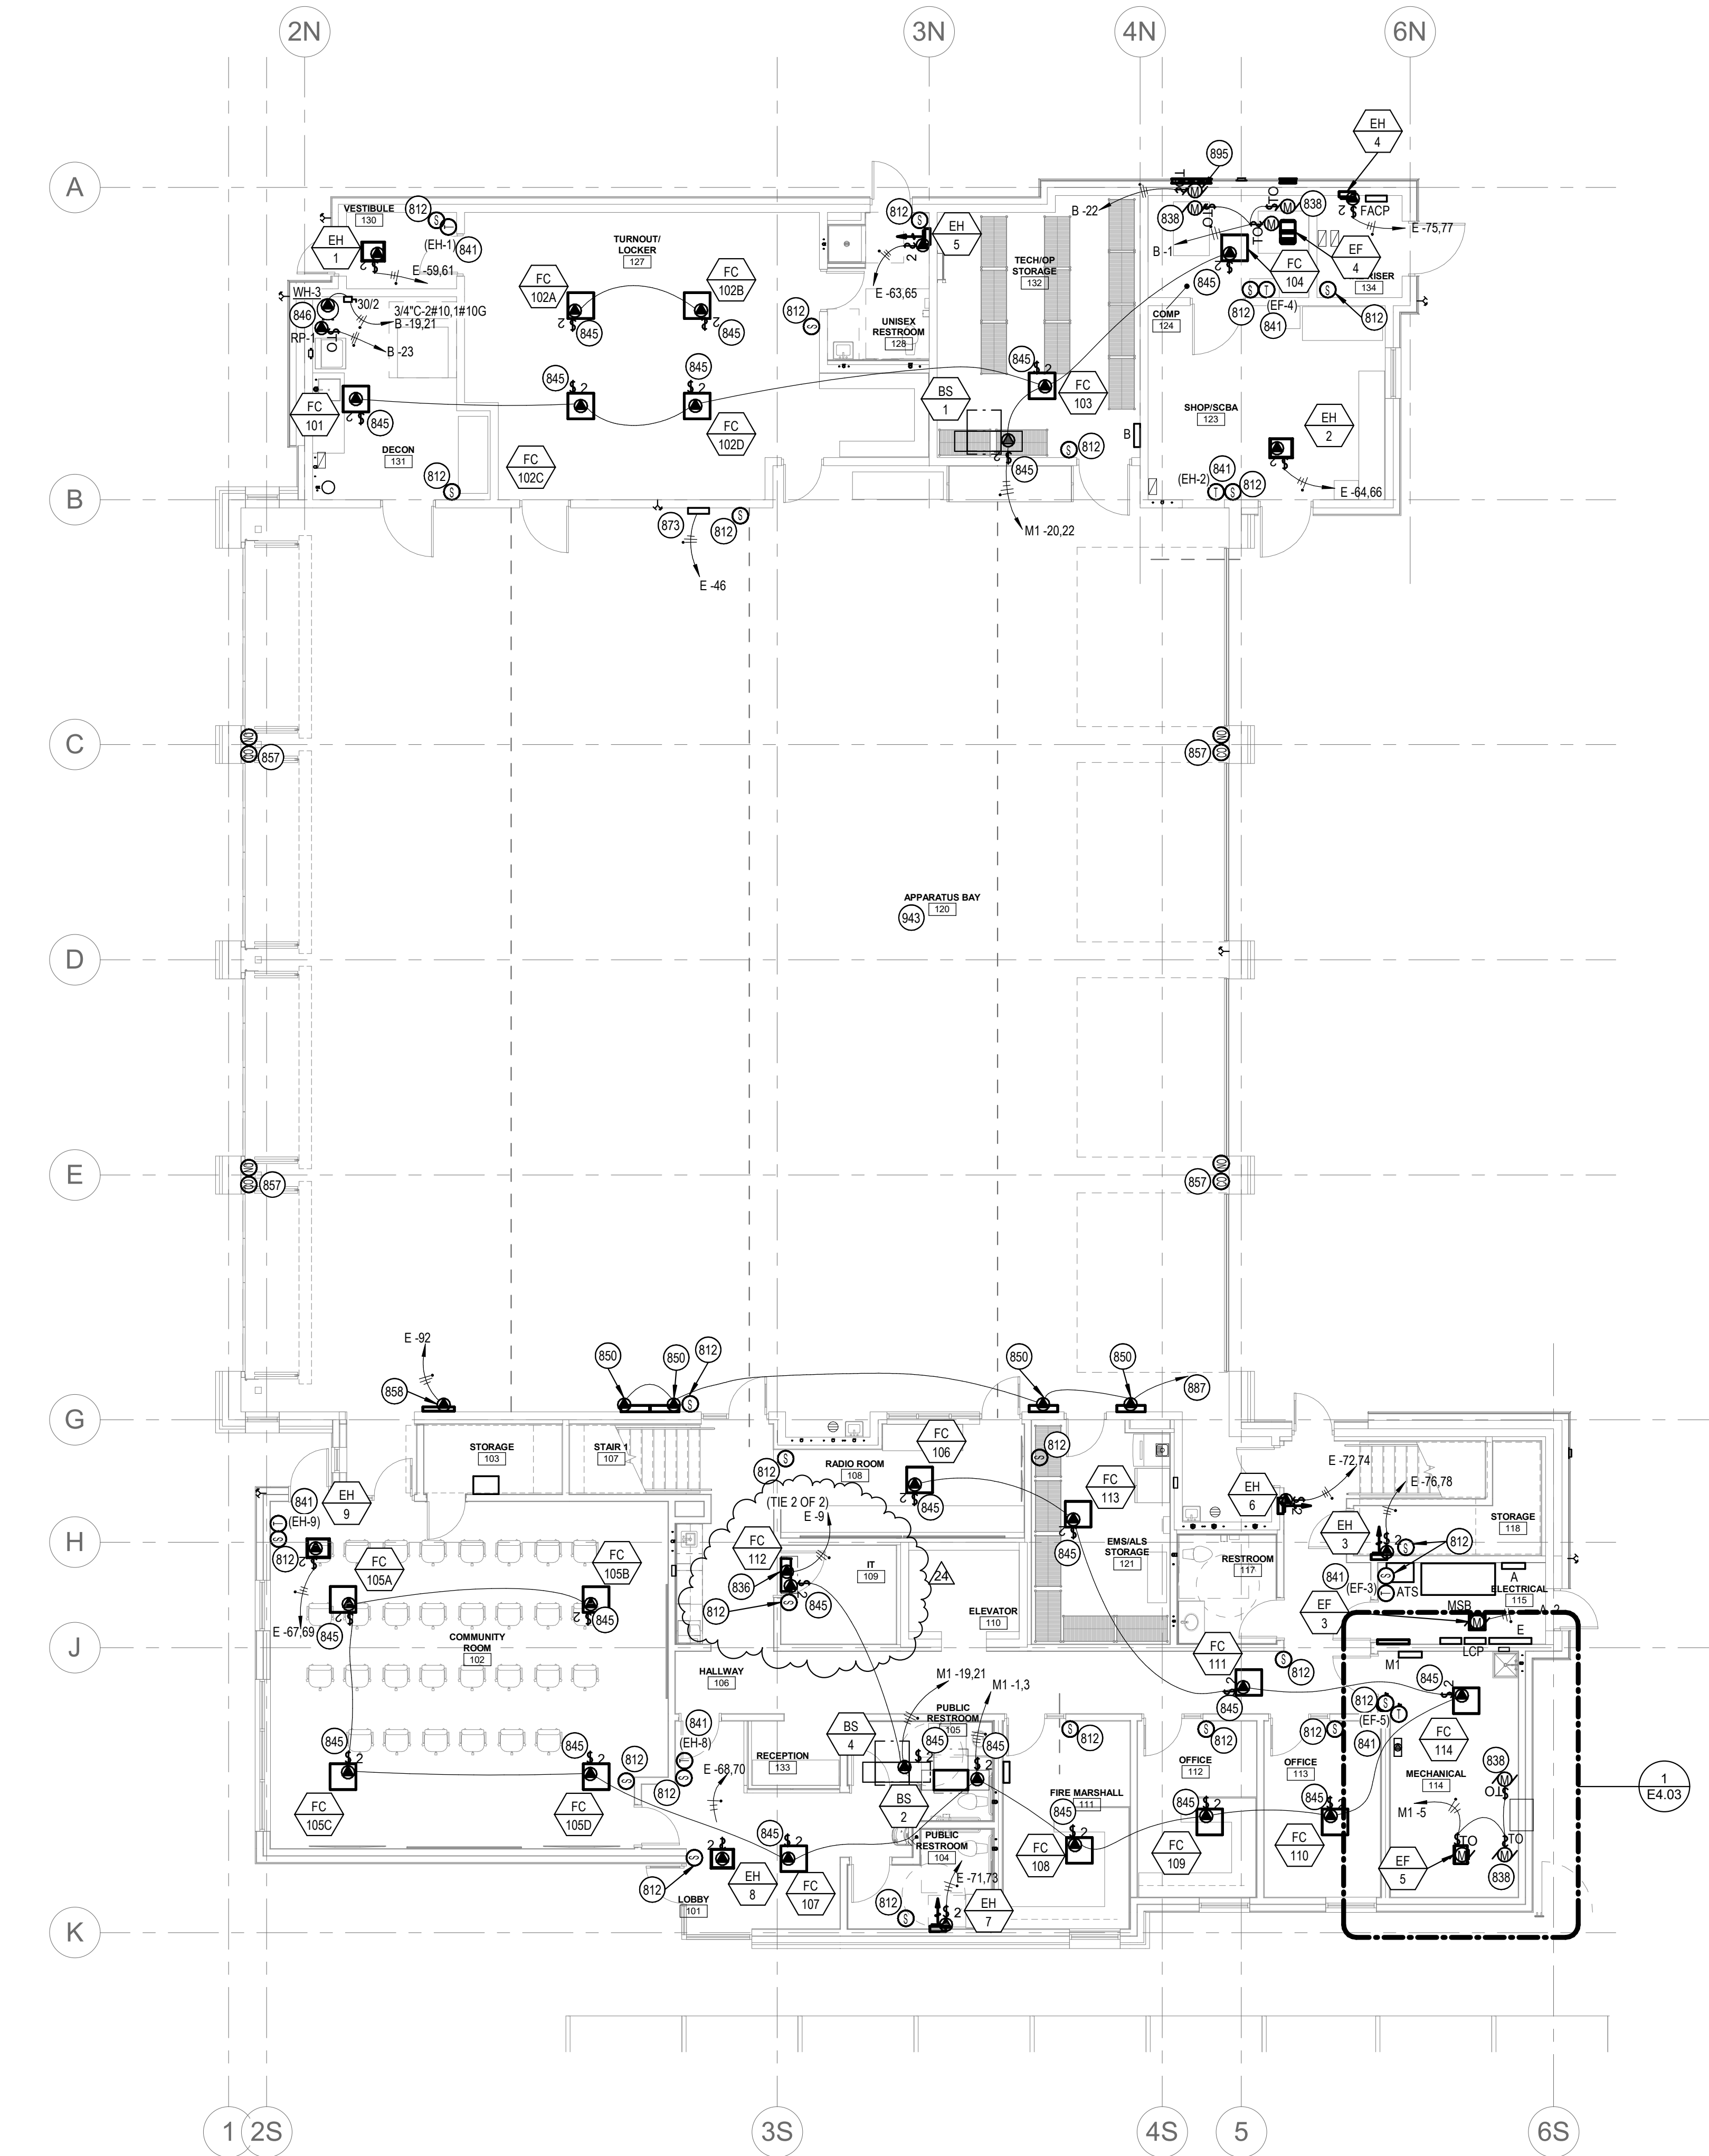 2N
3N
4N
6N
A
EH
4
895
VESTIBULE
130
812
S
T
(EH-1)
841
EH
1
E -59,61
TURNOUT/
LOCKER
127
812
S
EH
5
E -63,65
B -22
838
M
M
$TO
838
FACP
E -75,77
B -1
EF
4
FC
104
RISER
134
845
812
S
T
(EF-4)
841
S
812
COMP
124
TECH/OP
STORAGE
132
WH-3
846
30/2
3/4"C-2#10,1#10G
B -19,21
RP-1
B -23
FC
102A
FC
102B
845
845
812
S
UNISEX
RESTROOM
128
845
845
845
FC
103
BS
1
FC
101
845
FC
102D
FC
102C
DECON
131
812
S
B
S
812
845
SHOP/SCBA
123
EH
2
841
(EH-2)
T
S
812
E -64,66
M1 -20,22
B
873
812
S
E -46
C
857
857
APPARATUS BAY
120
943
D
E
857
857
E -92
858
850
850
812
S
850
850
887
G
STORAGE
103
STAIR 1
107
812
S
RADIO ROOM
108
FC
106
845
812
S
FC
113
845
EMS/ALS
STORAGE
121
EH
6
E -72,74
E -76,78
EH
3
STORAGE
118
812
S
841
(EH-9)
EH
9
T
S
812
H
(TIE 2 OF 2)
E -9
FC
112
836
812
S
845
IT
109
24
ELEVATOR
110
RESTROOM
117
841
(EF-3)
S
T
ATS
A
ELECTRICAL
115
EF
3
MSB
M
E
LCP
M1
FC
105A
FC
105B
845
845
E -67,69
COMMUNITY
ROOM
102
J
HALLWAY
106
M1 -19,21
M1 -1,3
FC
111
845
S
812
845
812
S
T
(EF-5)
841
FC
114
PUBLIC
RESTROOM
105
BS
4
845
845
S
812
S
812
812
S
841
(EH-8)
T
S
812
RECEPTION
133
845
845
812
S
E -68,70
OFFICE
112
OFFICE
113
MECHANICAL
114
838
M
M1 -5
1
E4.03
FC
105C
FC
105D
BS
2
FIRE MARSHALL
111
845
845
845
FC
108
FC
109
FC
110
EF
5
M
TO
M
838
845
PUBLIC
RESTROOM
104
E -71,73
S
812
EH
8
FC
107
LOBBY
101
812
S
EH
7
K
1
2S
3S
4S
5
6S